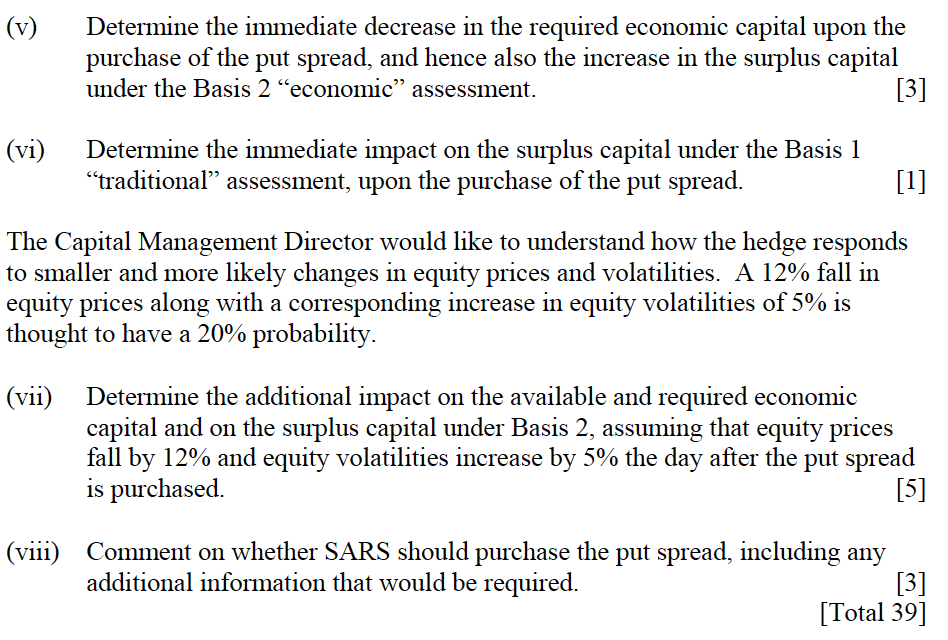 (v) Determine the immediate decrease in the required economic capital upon the
purchase of the put spread, and hence also the increase in the surplus capital
under the Basis 2 “economic” assessment. [3]
(vi) Determine the immediate impact on the surplus capital under the Basis 1
“traditional” assessment, upon the purchase of the put spread. [1]
The Capital Management Director would like to understand how the hedge responds
to smaller and more likely changes in equity prices and volatilities. A 12% fall in
equity prices along with a corresponding increase in equity volatilities of 5% is
thought to have a 20% probability.
(vii) Determine the additional impact on the available and required economic
capital and on the surplus capital under Basis 2, assuming that equity prices
fall by 12% and equity volatilities increase by 5% the day after the put spread
is purchased. [5]
(viii) Comment on whether SARS should purchase the put spread, including any
additional information that would be required. [3]
[Total 39]